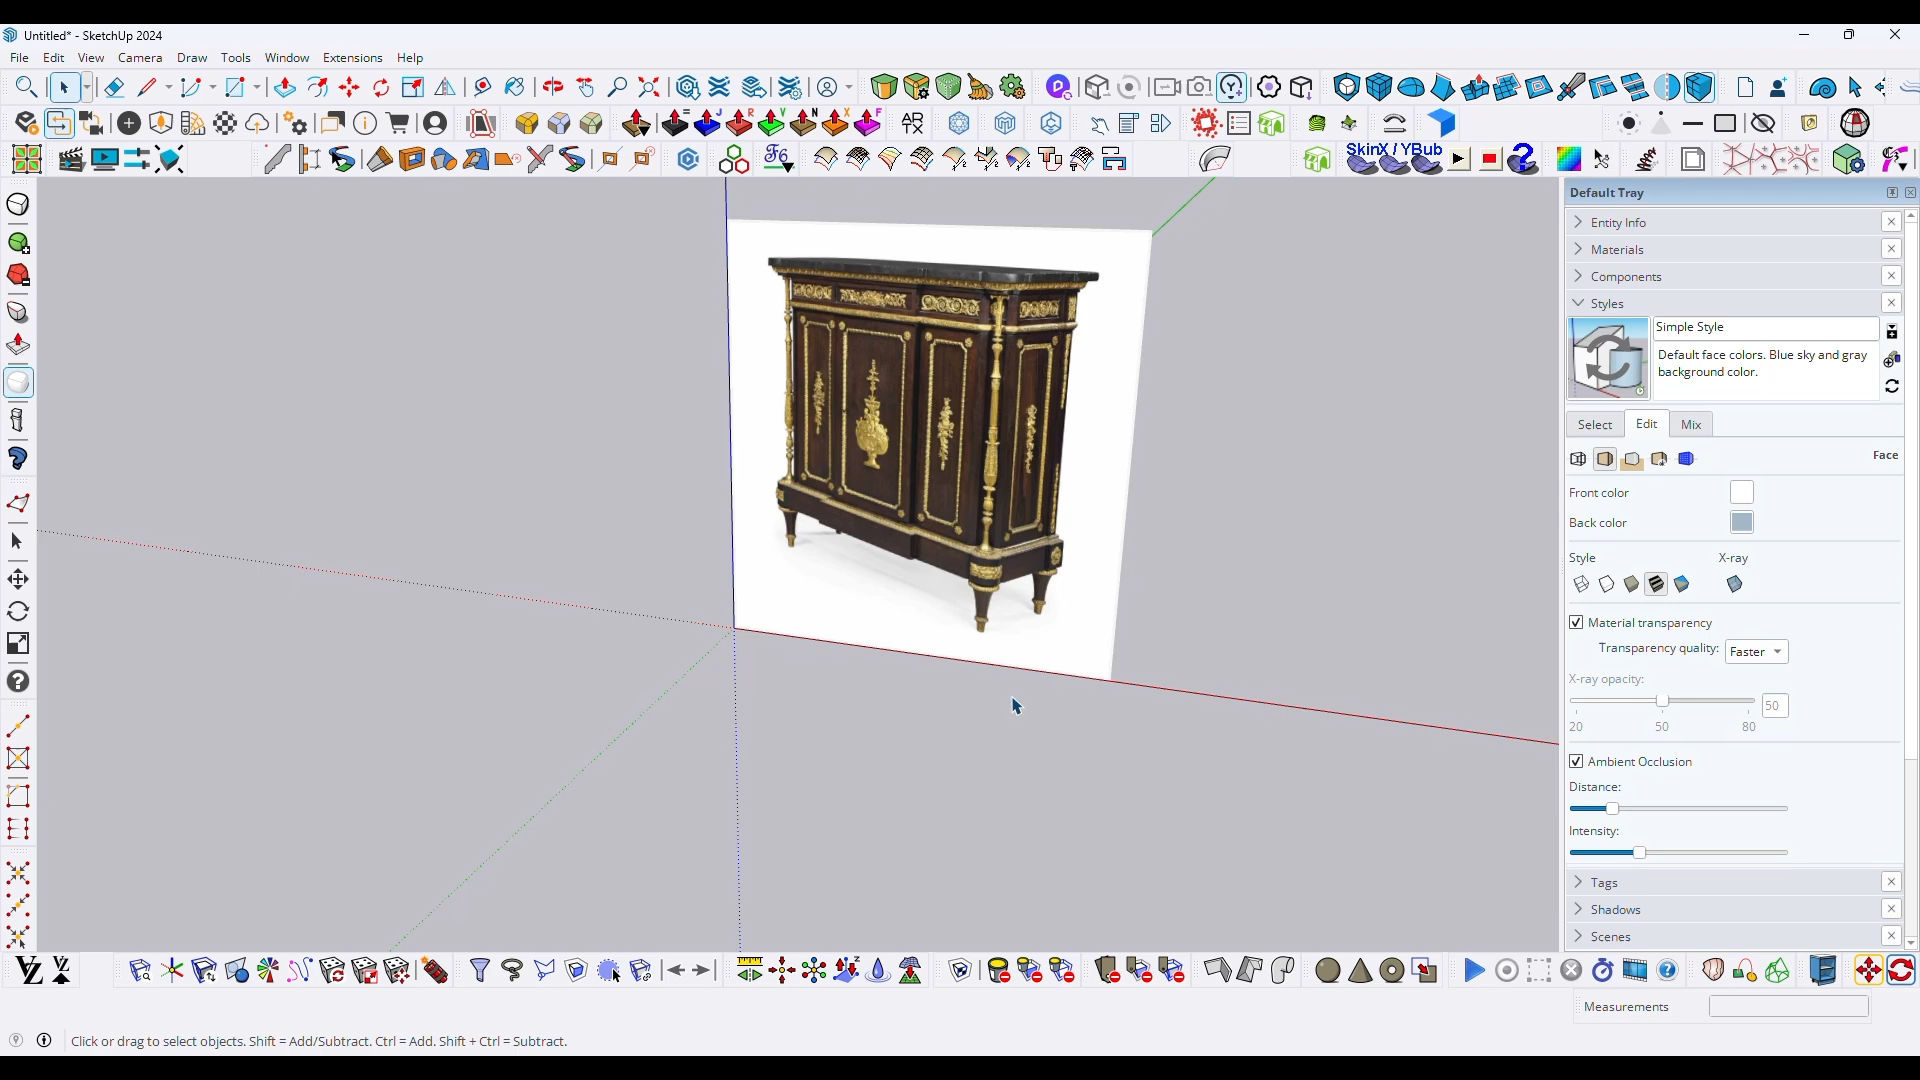 Untitled* - SketchUp 2024
File Edit View Camera Draw Tools Window Extensions Help
SkinX / YBub
Default Tray
Entity Info
Materials
Components
Styles
Simple Style
Default face colors. Blue sky and gray
background color.
Select Edit Mix
Face
Front color
Back color
Style X-ray
Material transparency
Transparency quality: Faster
X-ray opacity:
50
20 50 80
Ambient Occlusion
Distance:
Intensity:
Tags
Shadows
Scenes
Measurements
Click or drag to select objects. Shift = Add/Subtract. Ctrl = Add. Shift + Ctrl = Subtract.